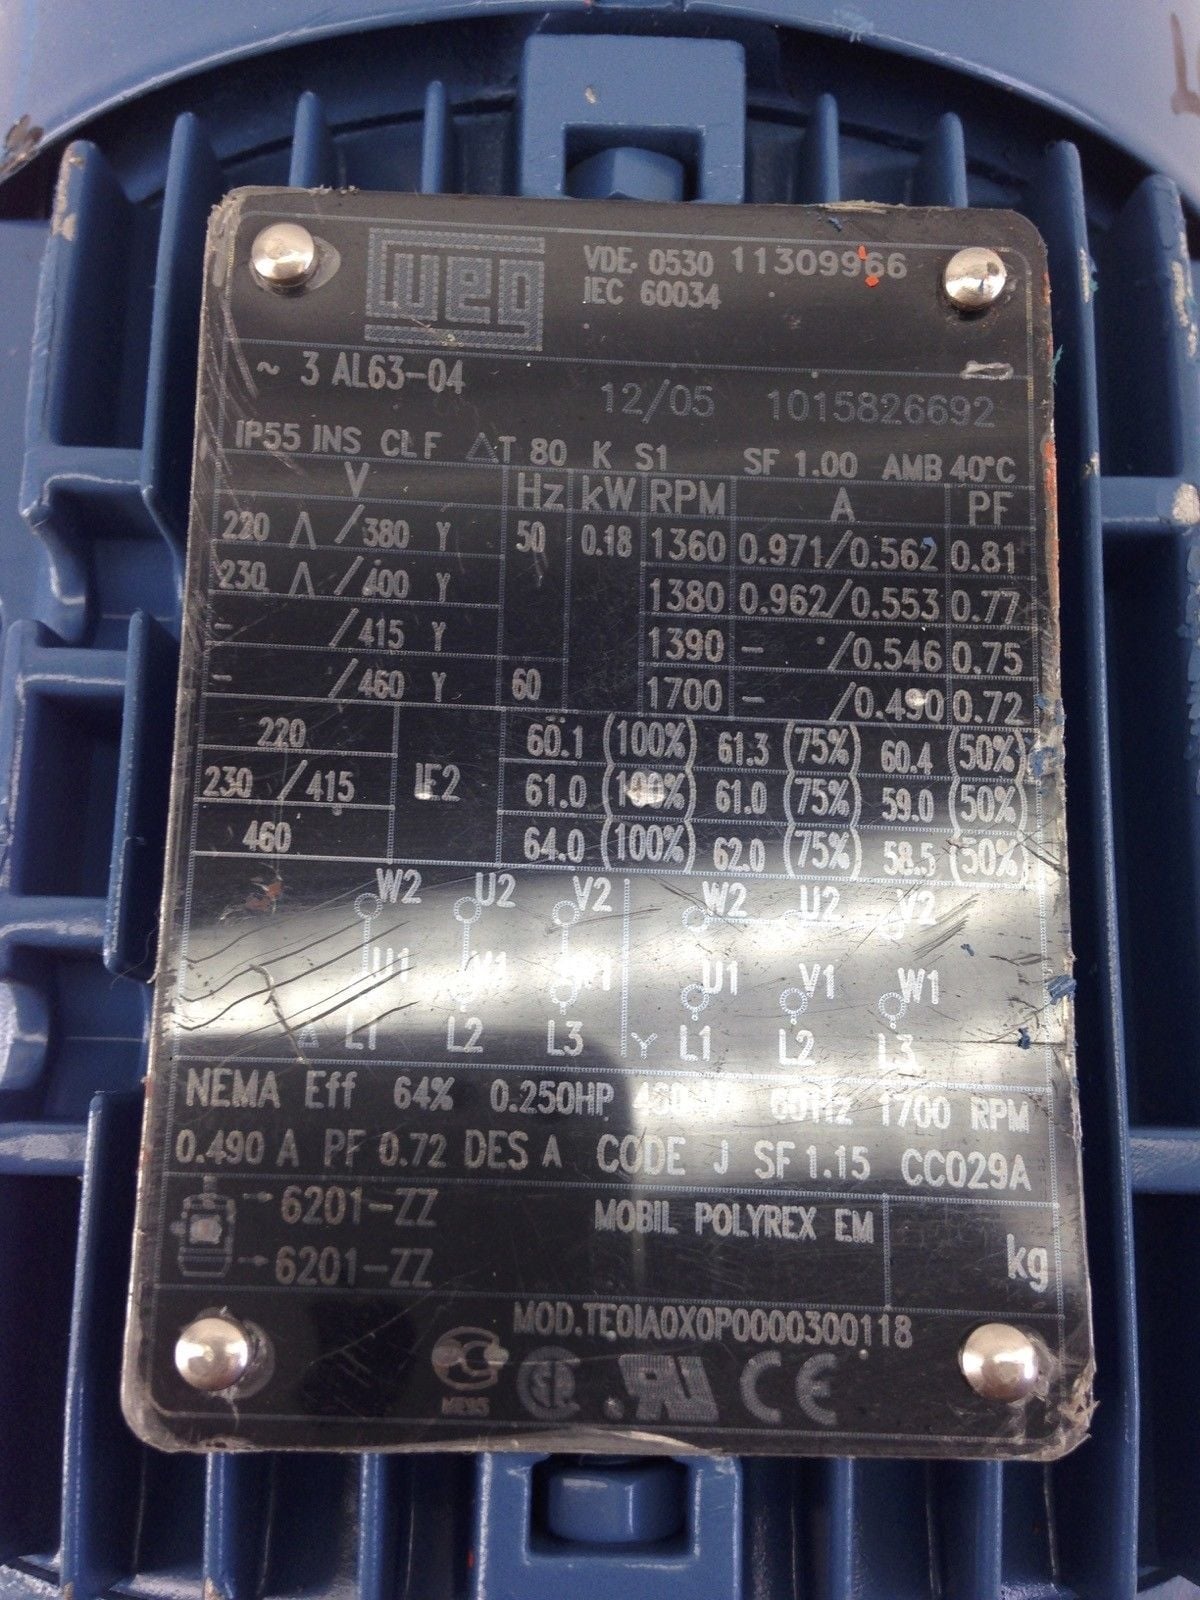 weg
VDE 0530 11309966
IEC 60034
~ 3 AL63-04
12/05 1015826692
IP55 INS CL F △T 80 K S1 SF 1.00 AMB 40°C
V Hz kW RPM A PF
220 △ /380 Y 50 0.18 1360 0.971/0.562 0.81
230 △ /400 Y 1380 0.962/0.553 0.77
- /415 Y 1390 - /0.546 0.75
- /460 Y 60 1700 - /0.490 0.72
220 60.1 (100%) 61.3 (75%) 60.4 (50%)
230 /415 IE2 61.0 (100%) 61.0 (75%) 59.0 (50%)
460 64.0 (100%) 62.0 (75%) 58.5 (50%)
W2 U2 V2 W2 U2 V2
U1 V1 W1 U1 V1 W1
△ L1 L2 L3 Y L1 L2 L3
NEMA Eff 64% 0.250HP 60Hz 1700 RPM
0.490 A PF 0.72 DES A CODE J SF 1.15 CC029A
6201-ZZ MOBIL POLYREX EM
6201-ZZ kg
MOD.TE0IA0X0P0000300118
CE